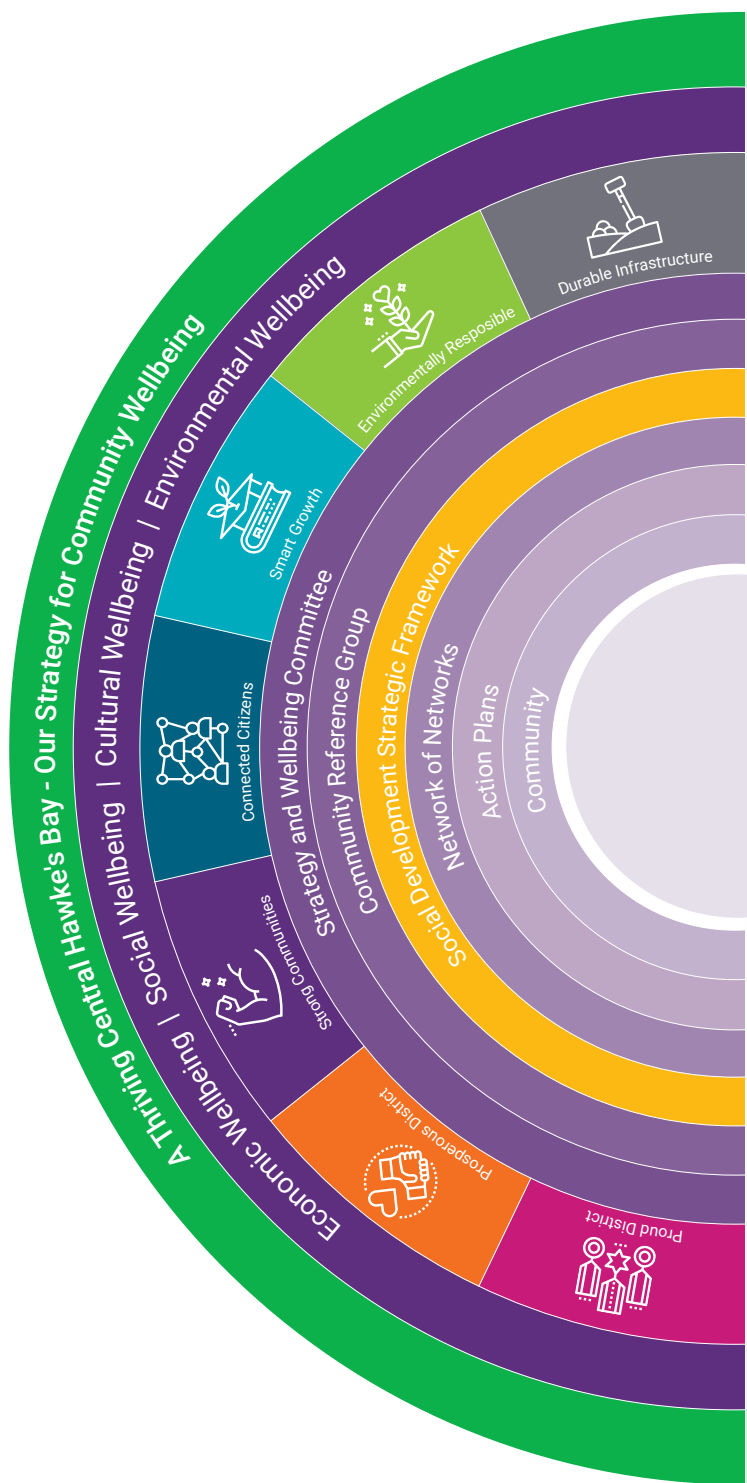 A Thriving Central Hawke's Bay - Our Strategy for Community Wellbeing
Economic Wellbeing | Social Wellbeing | Cultural Wellbeing | Environmental Wellbeing
Durable Infrastructure
Environmentally Resposible
Smart Growth
Connected Citizens
Strong Communities
Prosperous District
Proud District
Strategy and Wellbeing Committee
Community Reference Group
Social Development Strategic Framework
Network of Networks
Action Plans
Community